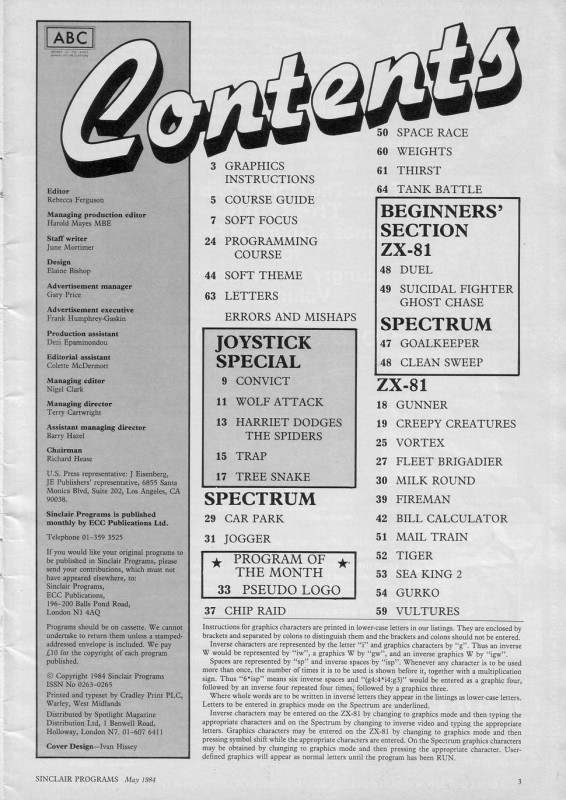 ABC
Contents
Editor
Rebecca Ferguson
Managing production editor
Harold Mayes MBE
Staff writer
June Mortimer
Design
Elaine Bishop
Advertisement manager
Gary Price
Advertisement executive
Frank Humphrey-Gaskin
Production assistant
Dezi Epaminondou
Editorial assistant
Colette McDermott
Managing editor
Nigel Clark
Managing director
Terry Cartwright
Assistant managing director
Barry Hazel
Chairman
Richard Hease
U.S. Press representative: J Eisenberg,
JE Publishers' representative, 6855 Santa
Monica Blvd, Suite 202, Los Angeles, CA
90038.
Sinclair Programs is published
monthly by ECC Publications Ltd.
Telephone 01-359 3525
If you would like your original programs to
be published in Sinclair Programs, please
send your contributions, which must not
have appeared elsewhere, to:
Sinclair Programs,
ECC Publications,
196-200 Balls Pond Road,
London N1 4AQ
Programs should be on cassette. We cannot
undertake to return them unless a stamped-
addressed envelope is included. We pay
£10 for the copyright of each program
published.
© Copyright 1984 Sinclair Programs
ISSN No 0263-0265
Printed and typeset by Cradley Print PLC,
Warley, West Midlands
Distributed by Spotlight Magazine
Distribution Ltd, 1 Benwell Road,
Holloway, London N7. 01-607 6411
Cover Design—Ivan Hissey
3 GRAPHICS
INSTRUCTIONS
5 COURSE GUIDE
7 SOFT FOCUS
24 PROGRAMMING
COURSE
44 SOFT THEME
63 LETTERS
ERRORS AND MISHAPS
JOYSTICK
SPECIAL
9 CONVICT
11 WOLF ATTACK
13 HARRIET DODGES
THE SPIDERS
15 TRAP
17 TREE SNAKE
SPECTRUM
29 CAR PARK
31 JOGGER
★ PROGRAM OF ★
THE MONTH
33 PSEUDO LOGO
37 CHIP RAID
50 SPACE RACE
60 WEIGHTS
61 THIRST
64 TANK BATTLE
BEGINNERS'
SECTION
ZX-81
48 DUEL
49 SUICIDAL FIGHTER
GHOST CHASE
SPECTRUM
47 GOALKEEPER
48 CLEAN SWEEP
ZX-81
18 GUNNER
19 CREEPY CREATURES
25 VORTEX
27 FLEET BRIGADIER
30 MILK ROUND
39 FIREMAN
42 BILL CALCULATOR
51 MAIL TRAIN
52 TIGER
53 SEA KING 2
54 GURKO
59 VULTURES
Instructions for graphics characters are printed in lower-case letters in our listings. They are enclosed by
brackets and separated by colons to distinguish them and the brackets and colons should not be entered.
Inverse characters are represented by the letter "i" and graphics characters by "g". Thus an inverse
W would be represented by "iw", a graphics W by "gw", and an inverse graphics W by "igw".
Spaces are represented by "sp" and inverse spaces by "isp". Whenever any character is to be used
more than once, the number of times it is to be used is shown before it, together with a multiplication
sign. Thus "6*isp" means six inverse spaces and "(g4:4*i4:g3)" would be entered as a graphic four,
followed by an inverse four repeated four times, followed by a graphics three.
Where whole words are to be written in inverse letters they appear in the listings as lower-case letters.
Letters to be entered in graphics mode on the Spectrum are underlined.
Inverse characters may be entered on the ZX-81 by changing to graphics mode and then typing the
appropriate characters and on the Spectrum by changing to inverse video and typing the appropriate
letters. Graphics characters may be entered on the ZX-81 by changing to graphics mode and then
pressing symbol shift while the appropriate characters are entered. On the Spectrum graphics characters
may be obtained by changing to graphics mode and then pressing the appropriate character. User-
defined graphics will appear as normal letters until the program has been RUN.
SINCLAIR PROGRAMS May 1984
3